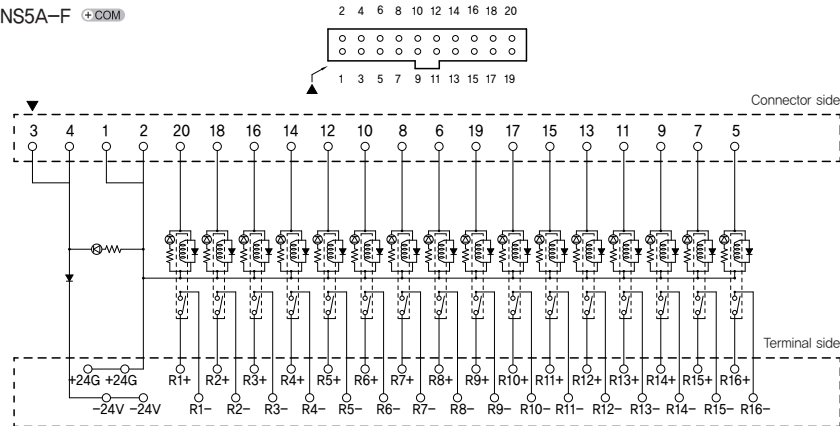 NS5A-F +COM
2 4 6 8 10 12 14 16 18 20
1 3 5 7 9 11 13 15 17 19
Connector side
3 4 1 2 20 18 16 14 12 10 8 6 19 17 15 13 11 9 7 5
Terminal side
+24G +24G R1+ R2+ R3+ R4+ R5+ R6+ R7+ R8+ R9+ R10+ R11+ R12+ R13+ R14+ R15+ R16+
-24V -24V R1- R2- R3- R4- R5- R6- R7- R8- R9- R10- R11- R12- R13- R14- R15- R16-